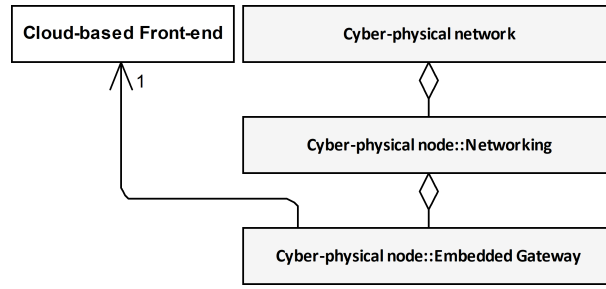 Cloud-based Front-end
Cyber-physical network
1
Cyber-physical node::Networking
Cyber-physical node::Embedded Gateway